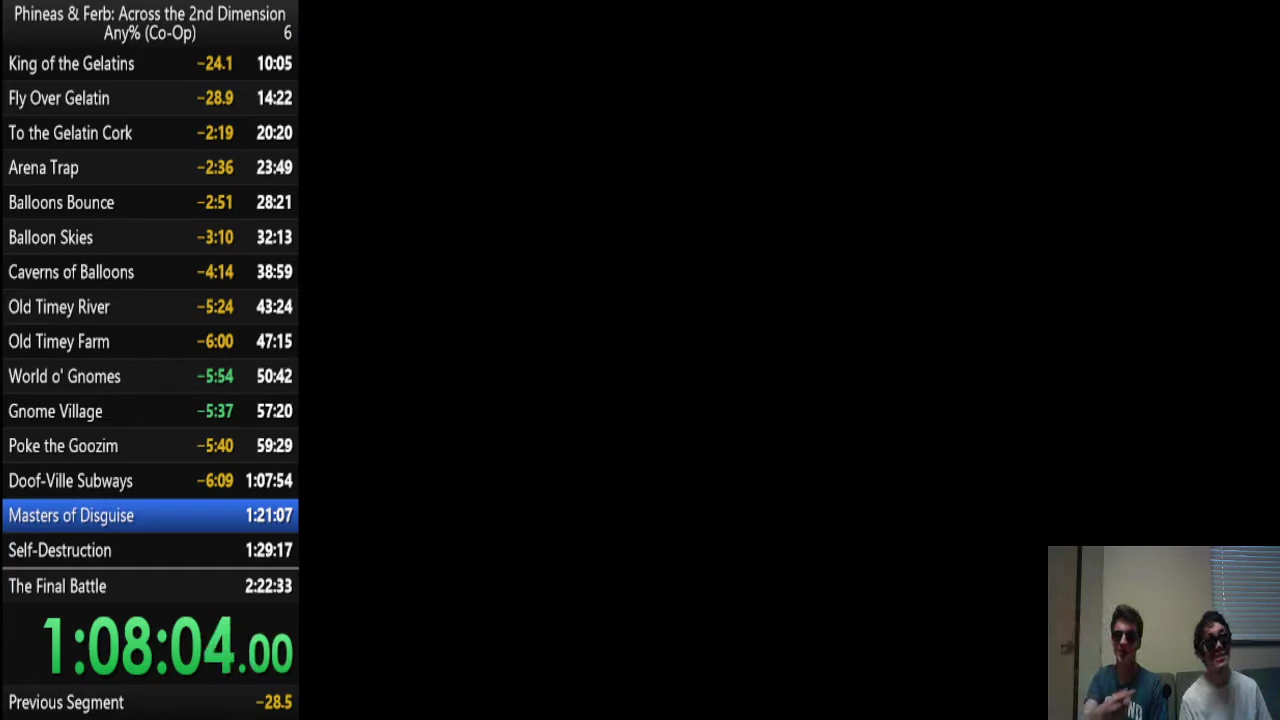 Phineas & Ferb: Across the 2nd Dimension
Any% (Co-Op) 6
King of the Gelatins −24.1 10:05
Fly Over Gelatin −28.9 14:22
To the Gelatin Cork −2:19 20:20
Arena Trap −2:36 23:49
Balloons Bounce −2:51 28:21
Balloon Skies −3:10 32:13
Caverns of Balloons −4:14 38:59
Old Timey River −5:24 43:24
Old Timey Farm −6:00 47:15
World o' Gnomes −5:54 50:42
Gnome Village −5:37 57:20
Poke the Goozim −5:40 59:29
Doof-Ville Subways −6:09 1:07:54
Masters of Disguise 1:21:07
Self-Destruction 1:29:17
The Final Battle 2:22:33
1:08:04.00
Previous Segment −28.5